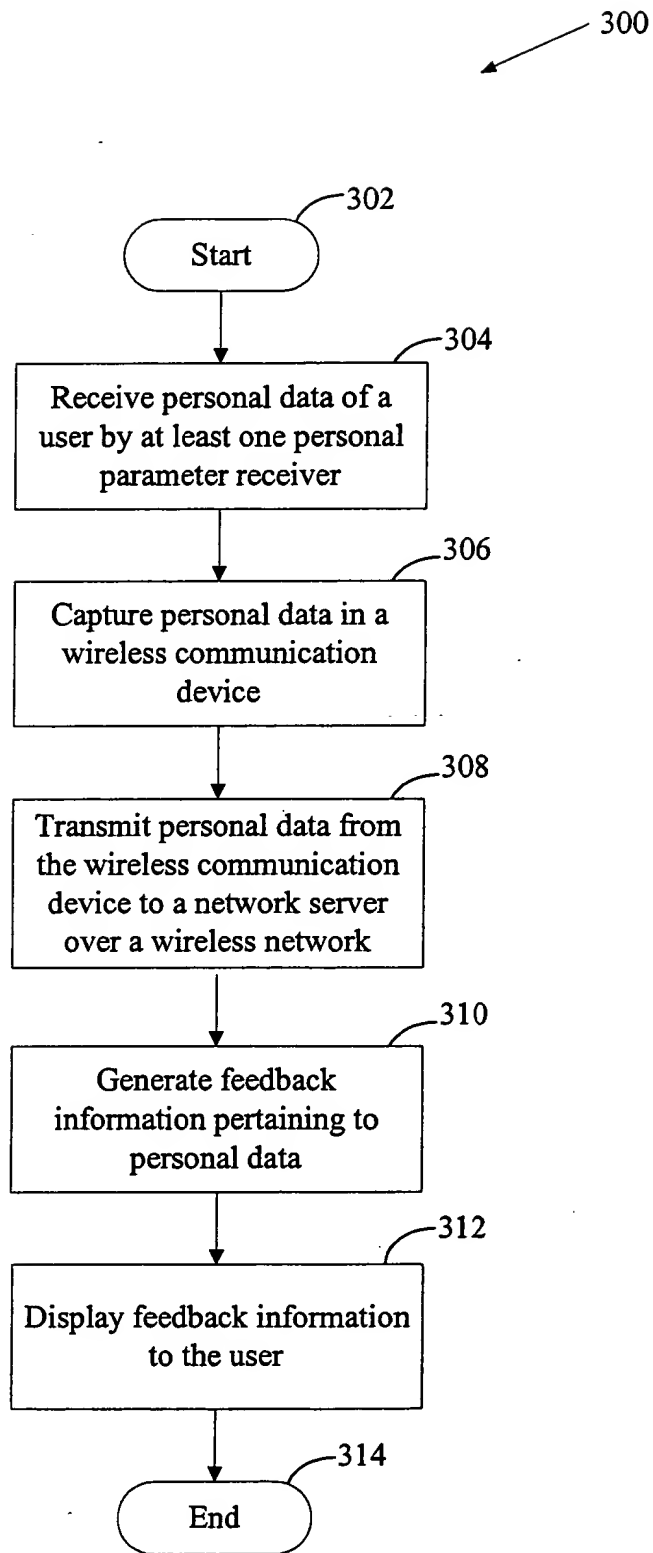 300
302
Start
304
Receive personal data of a
user by at least one personal
parameter receiver
306
Capture personal data in a
wireless communication
device
308
Transmit personal data from
the wireless communication
device to a network server
over a wireless network
310
Generate feedback
information pertaining to
personal data
312
Display feedback information
to the user
314
End